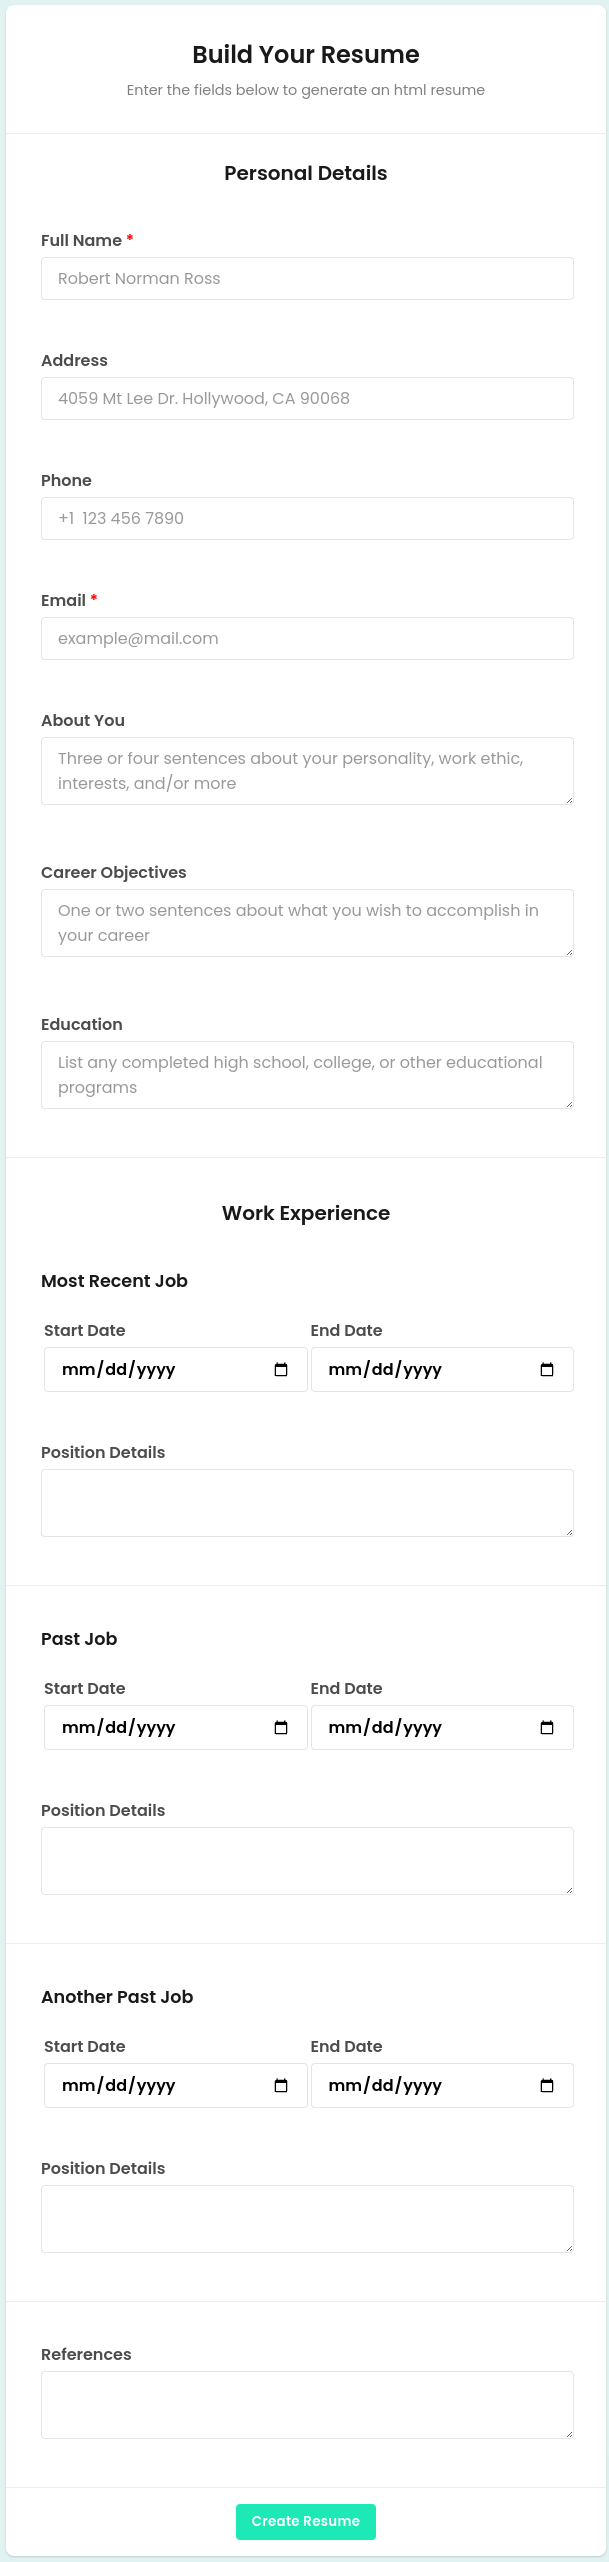 Build Your Resume
Enter the fields below to generate an html resume
Personal Details
Full Name *
Robert Norman Ross
Address
4059 Mt Lee Dr. Hollywood, CA 90068
Phone
+1  123 456 7890
Email *
example@mail.com
About You
Three or four sentences about your personality, work ethic,
interests, and/or more
Career Objectives
One or two sentences about what you wish to accomplish in
your career
Education
List any completed high school, college, or other educational
programs
Work Experience
Most Recent Job
Start Date End Date
mm/dd/yyyy mm/dd/yyyy
Position Details
Past Job
Start Date End Date
mm/dd/yyyy mm/dd/yyyy
Position Details
Another Past Job
Start Date End Date
mm/dd/yyyy mm/dd/yyyy
Position Details
References
Create Resume